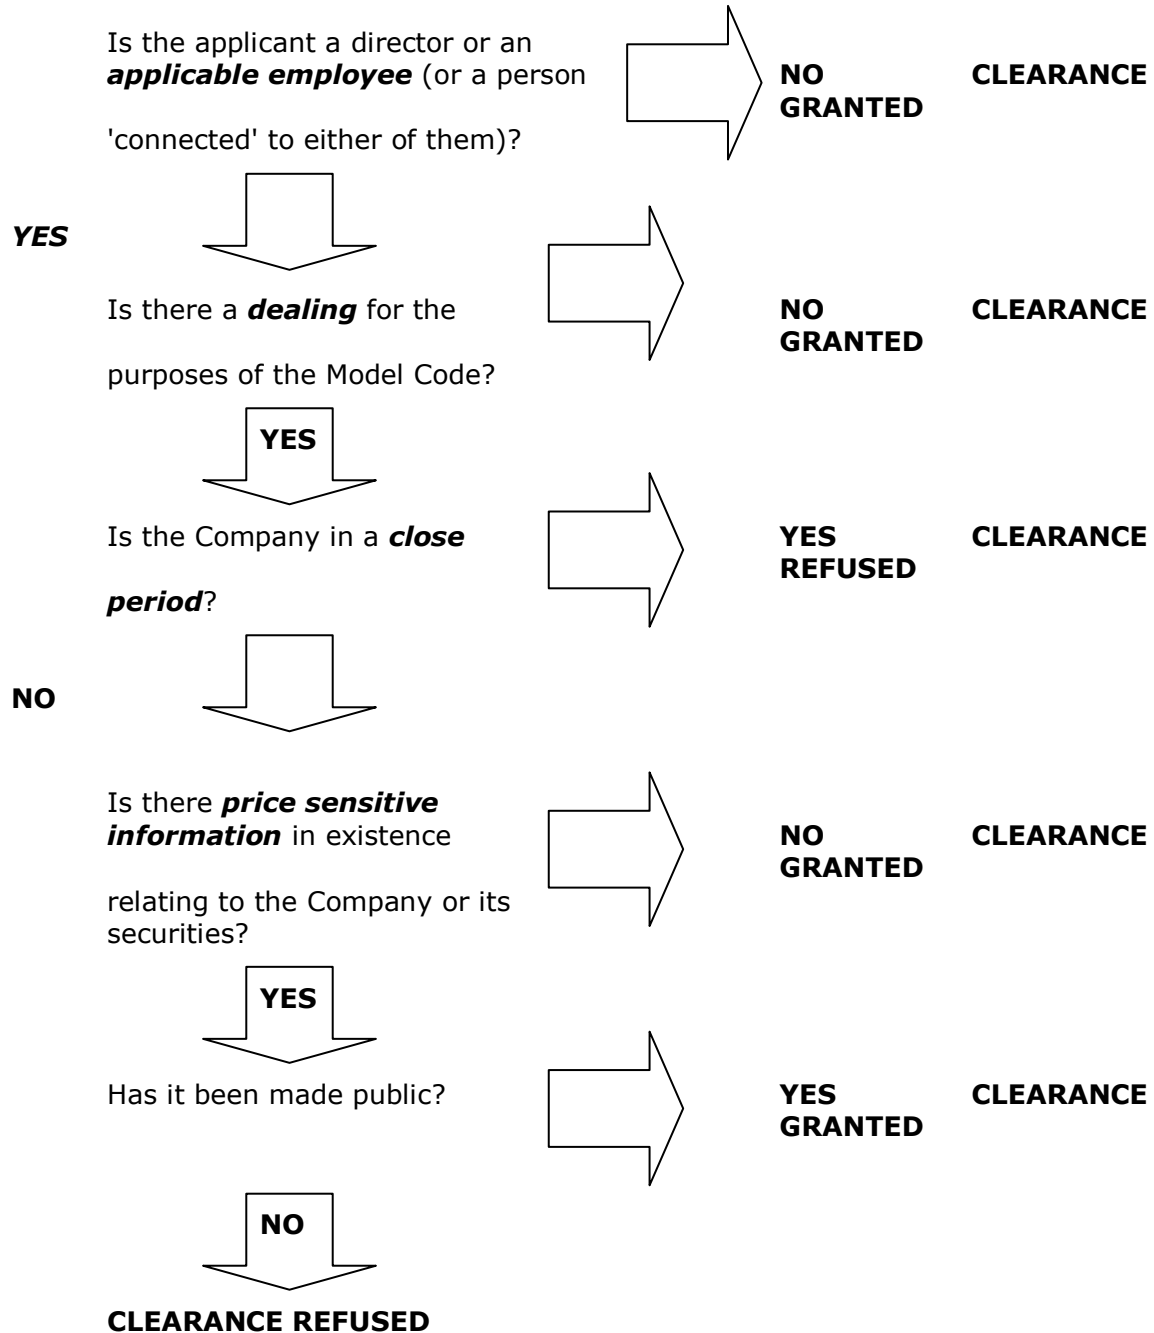 Is the applicant a director or an
applicable employee (or a person
NO CLEARANCE
GRANTED
'connected' to either of them)?
YES
Is there a dealing for the
NO CLEARANCE
GRANTED
purposes of the Model Code?
YES
Is the Company in a close
YES CLEARANCE
REFUSED
period?
NO
Is there price sensitive
information in existence
NO CLEARANCE
GRANTED
relating to the Company or its
securities?
YES
Has it been made public?
YES CLEARANCE
GRANTED
NO
CLEARANCE REFUSED